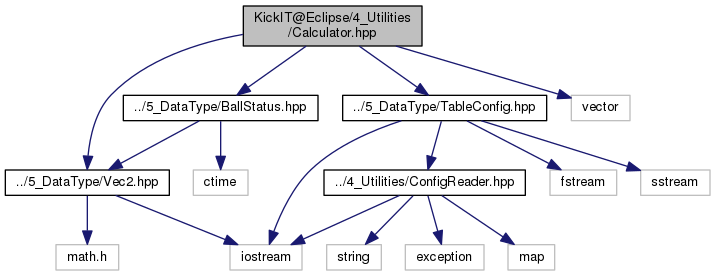 KickIT@Eclipse/4_Utilities
/Calculator.hpp
../5_DataType/BallStatus.hpp
../5_DataType/TableConfig.hpp
vector
../5_DataType/Vec2.hpp
ctime
../4_Utilities/ConfigReader.hpp
fstream
sstream
math.h
iostream
string
exception
map